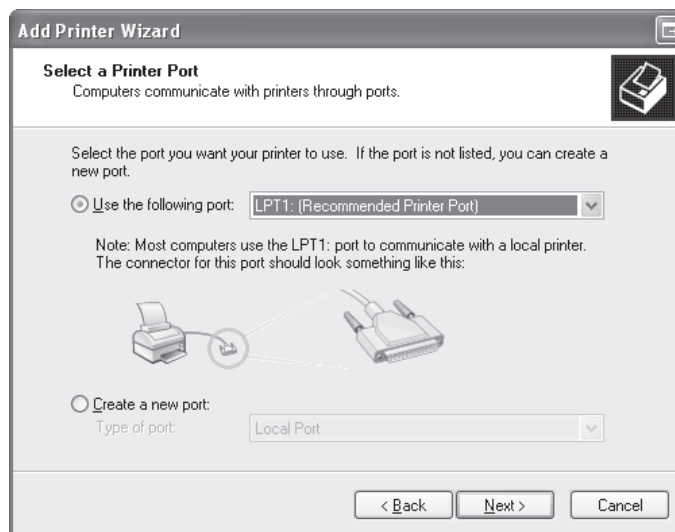 Add Printer Wizard
Select a Printer Port
Computers communicate with printers through ports.
Select the port you want your printer to use. If the port is not listed, you can create a
new port.
Use the following port: LPT1: (Recommended Printer Port)
Note: Most computers use the LPT1: port to communicate with a local printer.
The connector for this port should look something like this:
Create a new port:
Type of port: Local Port
< Back Next > Cancel